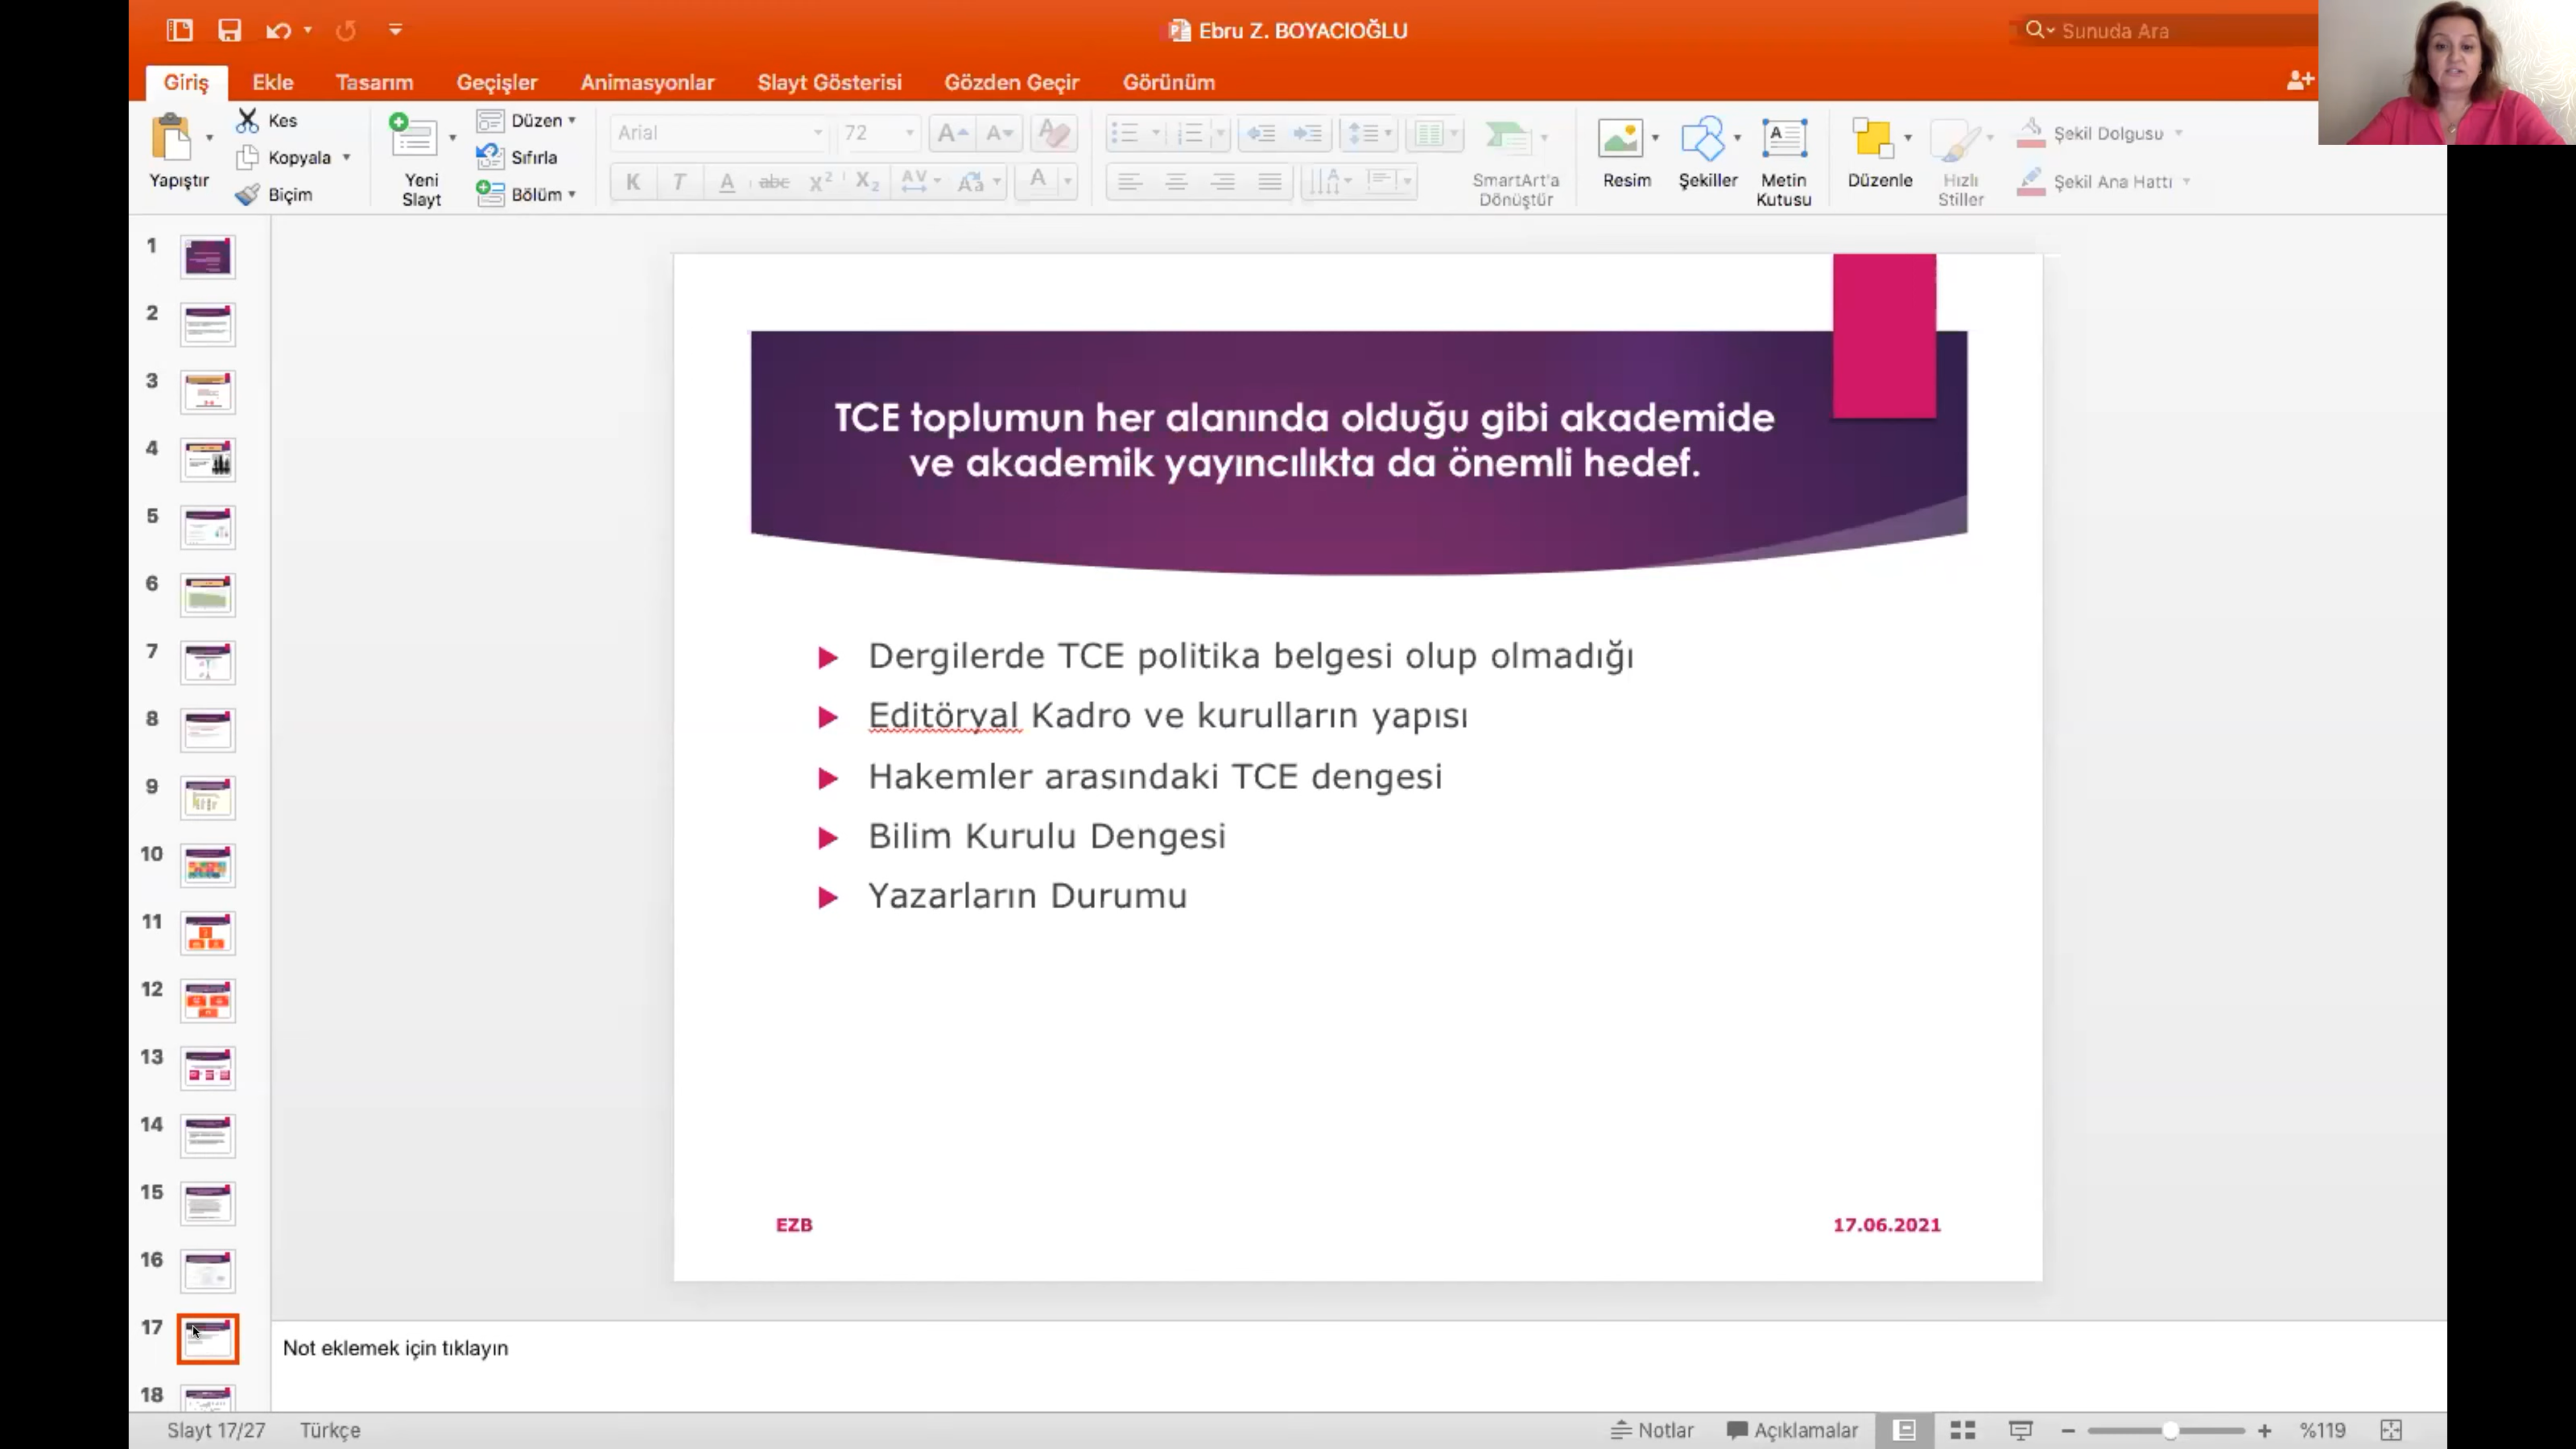 Ebru Z. BOYACIOĞLU
Sunuda Ara
Giriş Ekle Tasarım Geçişler Animasyonlar Slayt Gösterisi Gözden Geçir Görünüm
Yapıştır
Kes
Kopyala
Biçim
Yeni
Slayt
Düzen
Sıfırla
Bölüm
Arial 72
K T A abc X² X₂ AV Aa A
SmartArt'a
Dönüştür
Resim
Şekiller
Metin
Kutusu
Düzenle
Hızlı
Stiller
Şekil Dolgusu
Şekil Ana Hattı
1
2
3
4
5
6
7
8
9
10
11
12
13
14
15
16
17
18
TCE toplumun her alanında olduğu gibi akademide
ve akademik yayıncılıkta da önemli hedef.
Dergilerde TCE politika belgesi olup olmadığı
Editöryal Kadro ve kurulların yapısı
Hakemler arasındaki TCE dengesi
Bilim Kurulu Dengesi
Yazarların Durumu
EZB 17.06.2021
Not eklemek için tıklayın
Slayt 17/27 Türkçe Notlar Açıklamalar %119